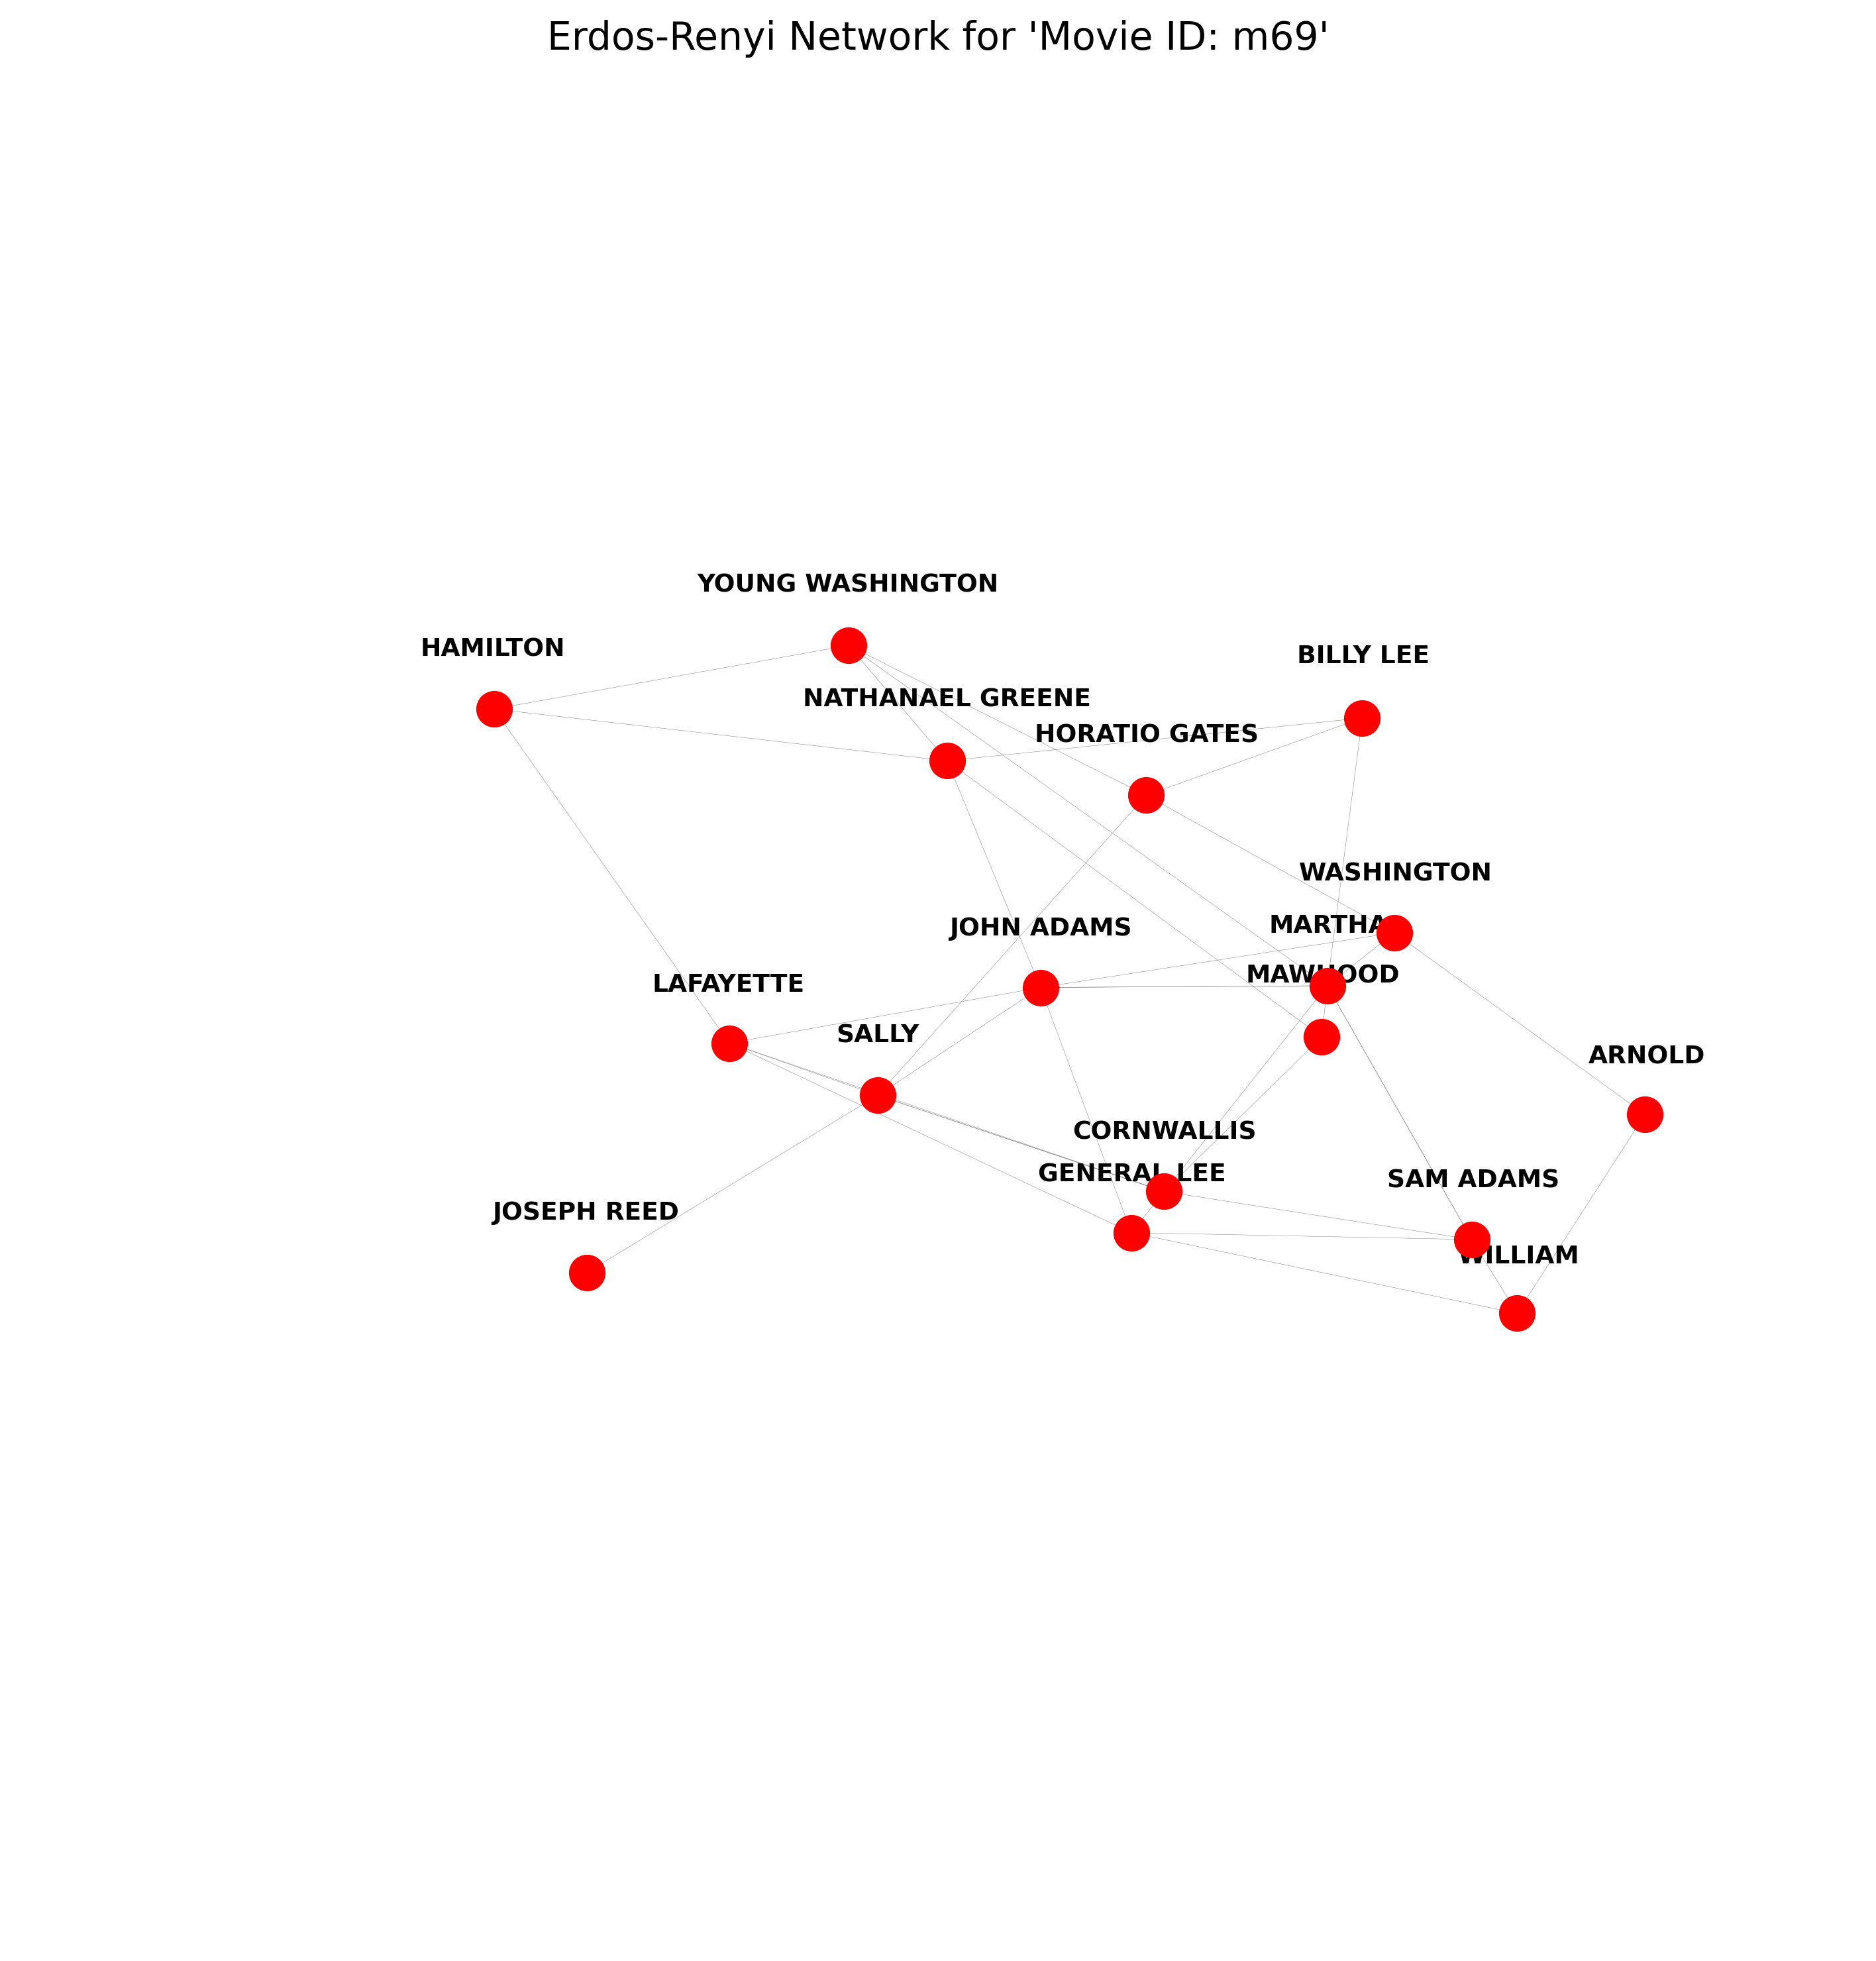 Erdos-Renyi Network for 'Movie ID: m69'
YOUNG WASHINGTON
HAMILTON
BILLY LEE
NATHANAEL GREENE
HORATIO GATES
WASHINGTON
MARTHA
JOHN ADAMS
MAWHOOD
LAFAYETTE
SALLY
ARNOLD
CORNWALLIS
GENERAL LEE
SAM ADAMS
JOSEPH REED
WILLIAM